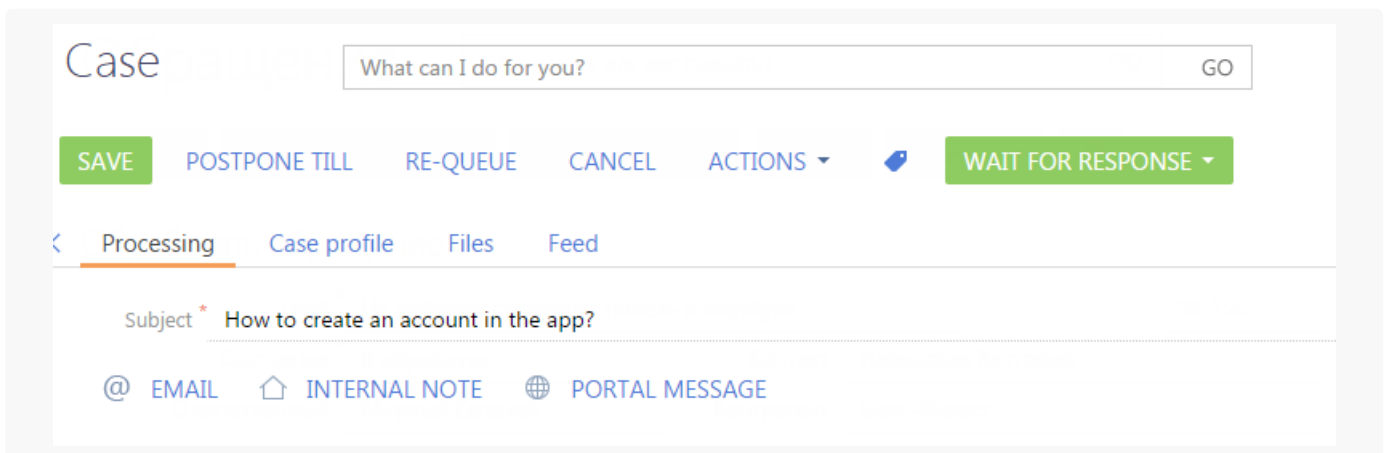 Case What can I do for you? GO
SAVE POSTPONE TILL RE-QUEUE CANCEL ACTIONS WAIT FOR RESPONSE
Processing Case profile Files Feed
Subject * How to create an account in the app?
@ EMAIL INTERNAL NOTE PORTAL MESSAGE